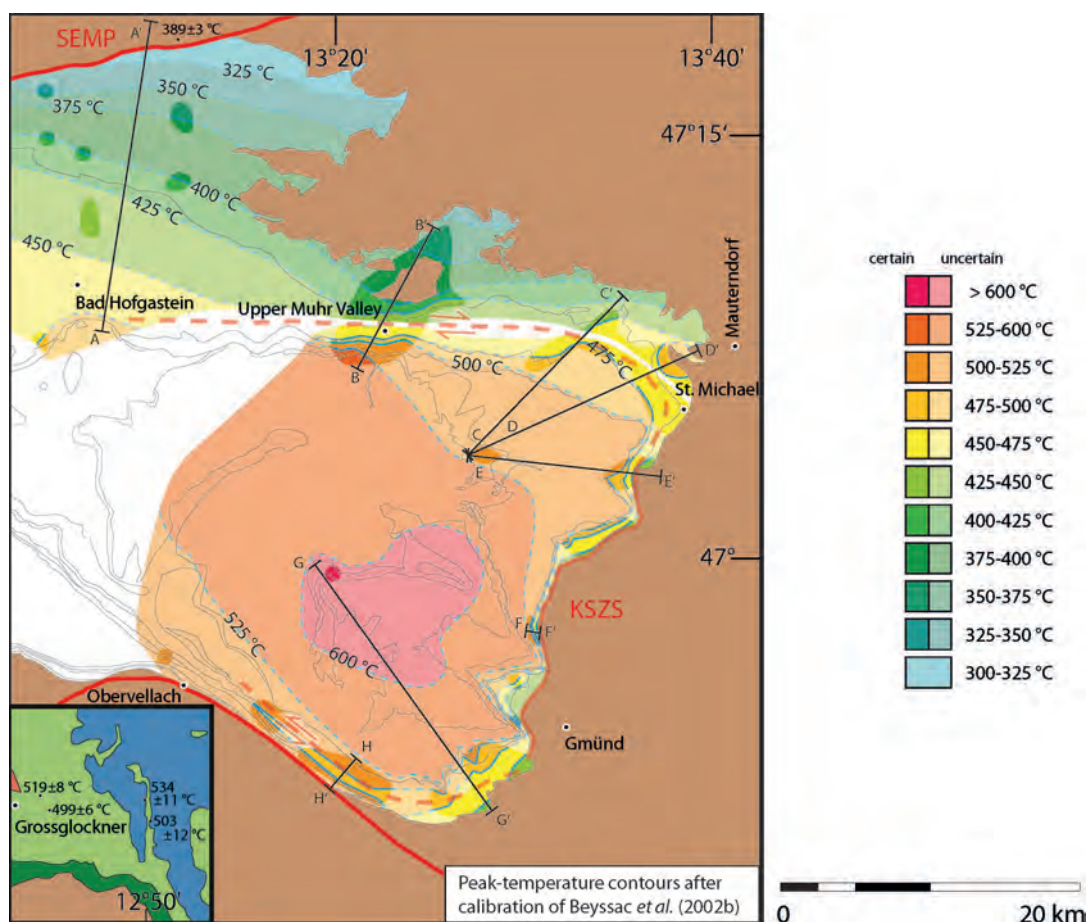 A'
389±3 °C
SEMP
13°20'
13°40'
325 °C
350 °C
375 °C
47°15'
400 °C
425 °C
450 °C
B'
Bad Hofgastein
Upper Muhr Valley
C'
Mauterndorf
A
475 °C
D'
500 °C
B
St. Michael
C
D
E
E'
47°
G
KSZS
F
F'
525 °C
600 °C
Obervellach
Gmünd
H
H'
G'
519±8 °C
534
±11 °C
499±6 °C
503
±12 °C
Grossglockner
12°50'
Peak-temperature contours after
calibration of Beyssac et al. (2002b)
certain uncertain
> 600 °C
525-600 °C
500-525 °C
475-500 °C
450-475 °C
425-450 °C
400-425 °C
375-400 °C
350-375 °C
325-350 °C
300-325 °C
0 20 km